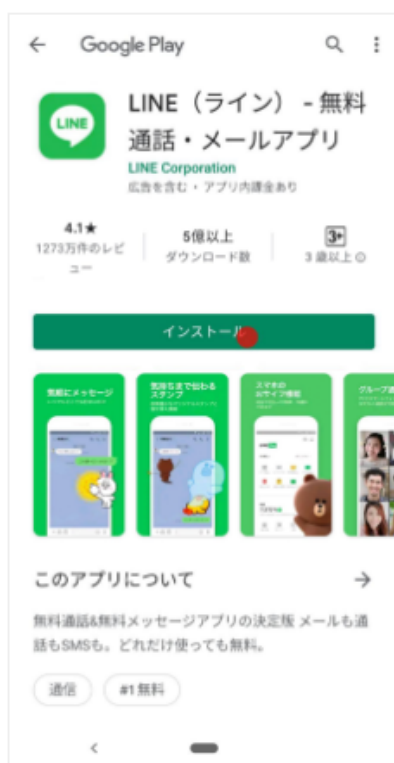 Google Play
LINE（ライン） - 無料
通話・メールアプリ
LINE
LINE Corporation
広告を含む・アプリ内課金あり
4.1★
1273万件のレビ
ュー
5億以上
ダウンロード数
3+
3 歳以上
インストール
気軽にメッセージ
気持ちまで伝わる
スタンプ
スマホの
おサイフ機能
グループ通
このアプリについて
無料通話&無料メッセージアプリの決定版 メールも通
話もSMSも。どれだけ使っても無料。
通信
#1 無料